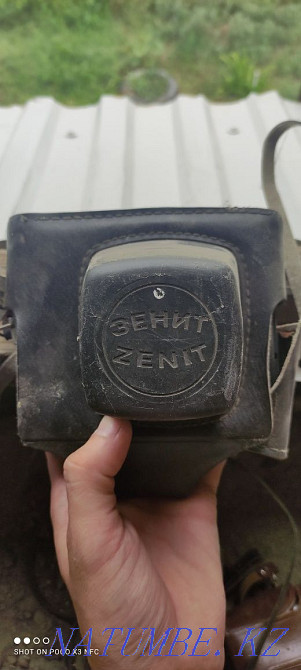 ЗЕНИТ
ZENIT
SHOT ON POCO X3 NFC
NATUMBE.KZ